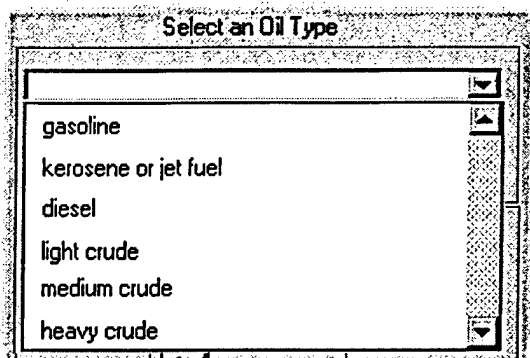 Select an Oil Type
gasoline
kerosene or jet fuel
diesel
light crude
medium crude
heavy crude